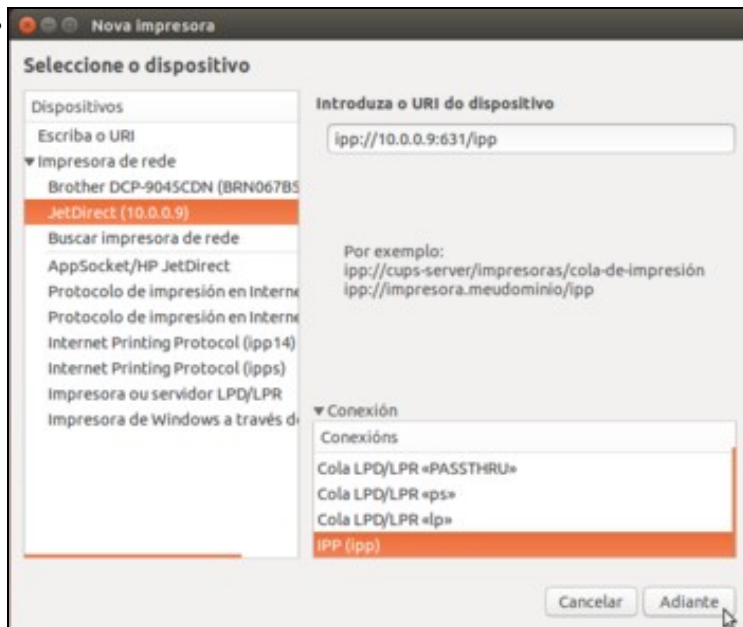 Nova impresora
Seleccione o dispositivo
Dispositivos
Escriba o URI
Impresora de rede
Brother DCP-9045CDN (BRN067B5
JetDirect (10.0.0.9)
Buscar impresora de rede
AppSocket/HP JetDirect
Protocolo de impresión en Interne
Protocolo de impresión en Interne
Internet Printing Protocol (ipp14)
Internet Printing Protocol (ipps)
Impresora ou servidor LPD/LPR
Impresora de Windows a través de
Introduza o URI do dispositivo
ipp://10.0.0.9:631/ipp
Por exemplo:
ipp://cups-server/impresoras/cola-de-impresión
ipp://impresora.meudominio/ipp
Conexión
Conexións
Cola LPD/LPR «PASSTHRU»
Cola LPD/LPR «ps»
Cola LPD/LPR «lp»
IPP (ipp)
Cancelar
Adiante